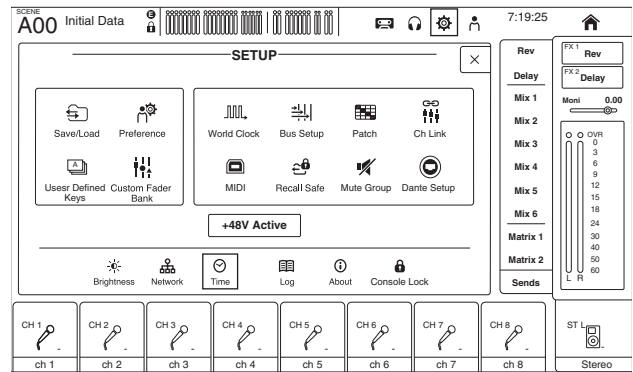 SCENE
A00 Initial Data
E
7:19:25
SETUP
×
Save/Load
Preference
World Clock
Bus Setup
Patch
Ch Link
A
Usesr Defined Keys
Custom Fader Bank
MIDI
Recall Safe
Mute Group
Dante Setup
+48V Active
Brightness
Network
Time
Log
About
Console Lock
Rev
Delay
Mix 1
Mix 2
Mix 3
Mix 4
Mix 5
Mix 6
Matrix 1
Matrix 2
Sends
FX 1
Rev
FX 2
Delay
Moni 0.00
OVR
0
3
6
9
12
15
18
24
30
40
50
60
L R
CH 1
ch 1
CH 2
ch 2
CH 3
ch 3
CH 4
ch 4
CH 5
ch 5
CH 6
ch 6
CH 7
ch 7
CH 8
ch 8
ST L
Stereo